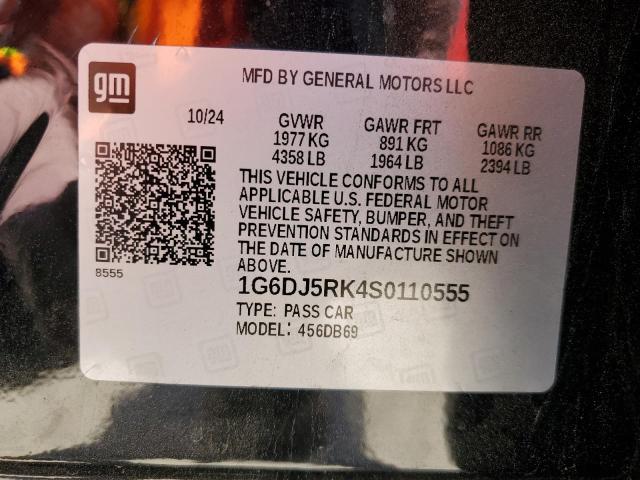 gm
MFD BY GENERAL MOTORS LLC
10/24 GVWR GAWR FRT GAWR RR
1977 KG 891 KG 1086 KG
4358 LB 1964 LB 2394 LB
THIS VEHICLE CONFORMS TO ALL
APPLICABLE U.S. FEDERAL MOTOR
VEHICLE SAFETY, BUMPER, AND THEFT
PREVENTION STANDARDS IN EFFECT ON
THE DATE OF MANUFACTURE SHOWN
ABOVE.
8555
1G6DJ5RK4S0110555
TYPE: PASS CAR
MODEL: 456DB69